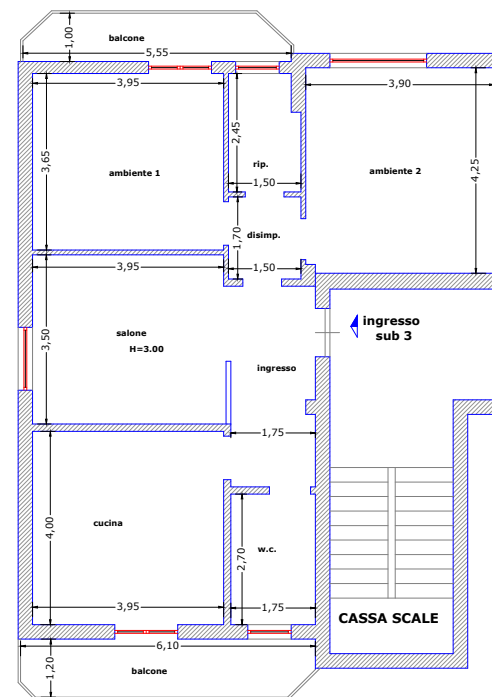 balcone
1,00
5,55
3,95
3,90
2,45
3,65
rip.
ambiente 1
ambiente 2
4,25
1,50
1,70
disimp.
3,95
1,50
ingresso
sub 3
salone
H=3.00
3,50
ingresso
1,75
cucina
4,00
w.c.
2,70
3,95
1,75
CASSA SCALE
6,10
1,20
balcone